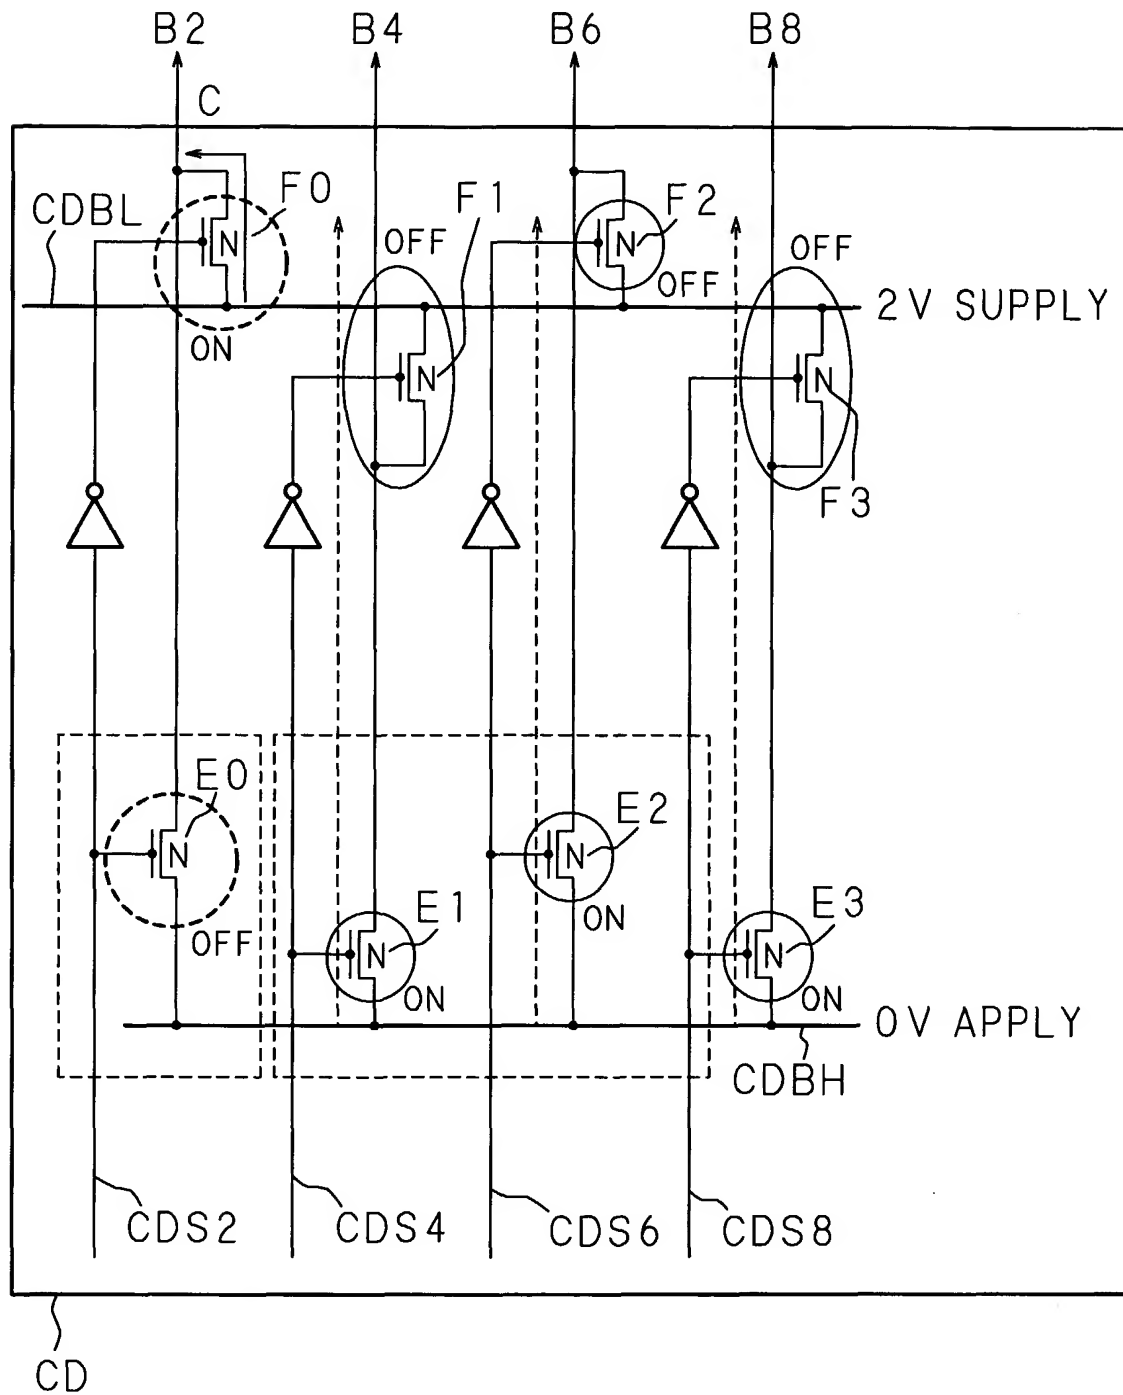 B2 B4 B6 B8
C
CDBL
F0
F1
F2
N
N
OFF
OFF
OFF
ON
2V SUPPLY
N
N
F3
E0
N
OFF
E2
N
ON
E1
N
ON
E3
N
ON
0V APPLY
CDBH
CDS2
CDS4
CDS6
CDS8
CD